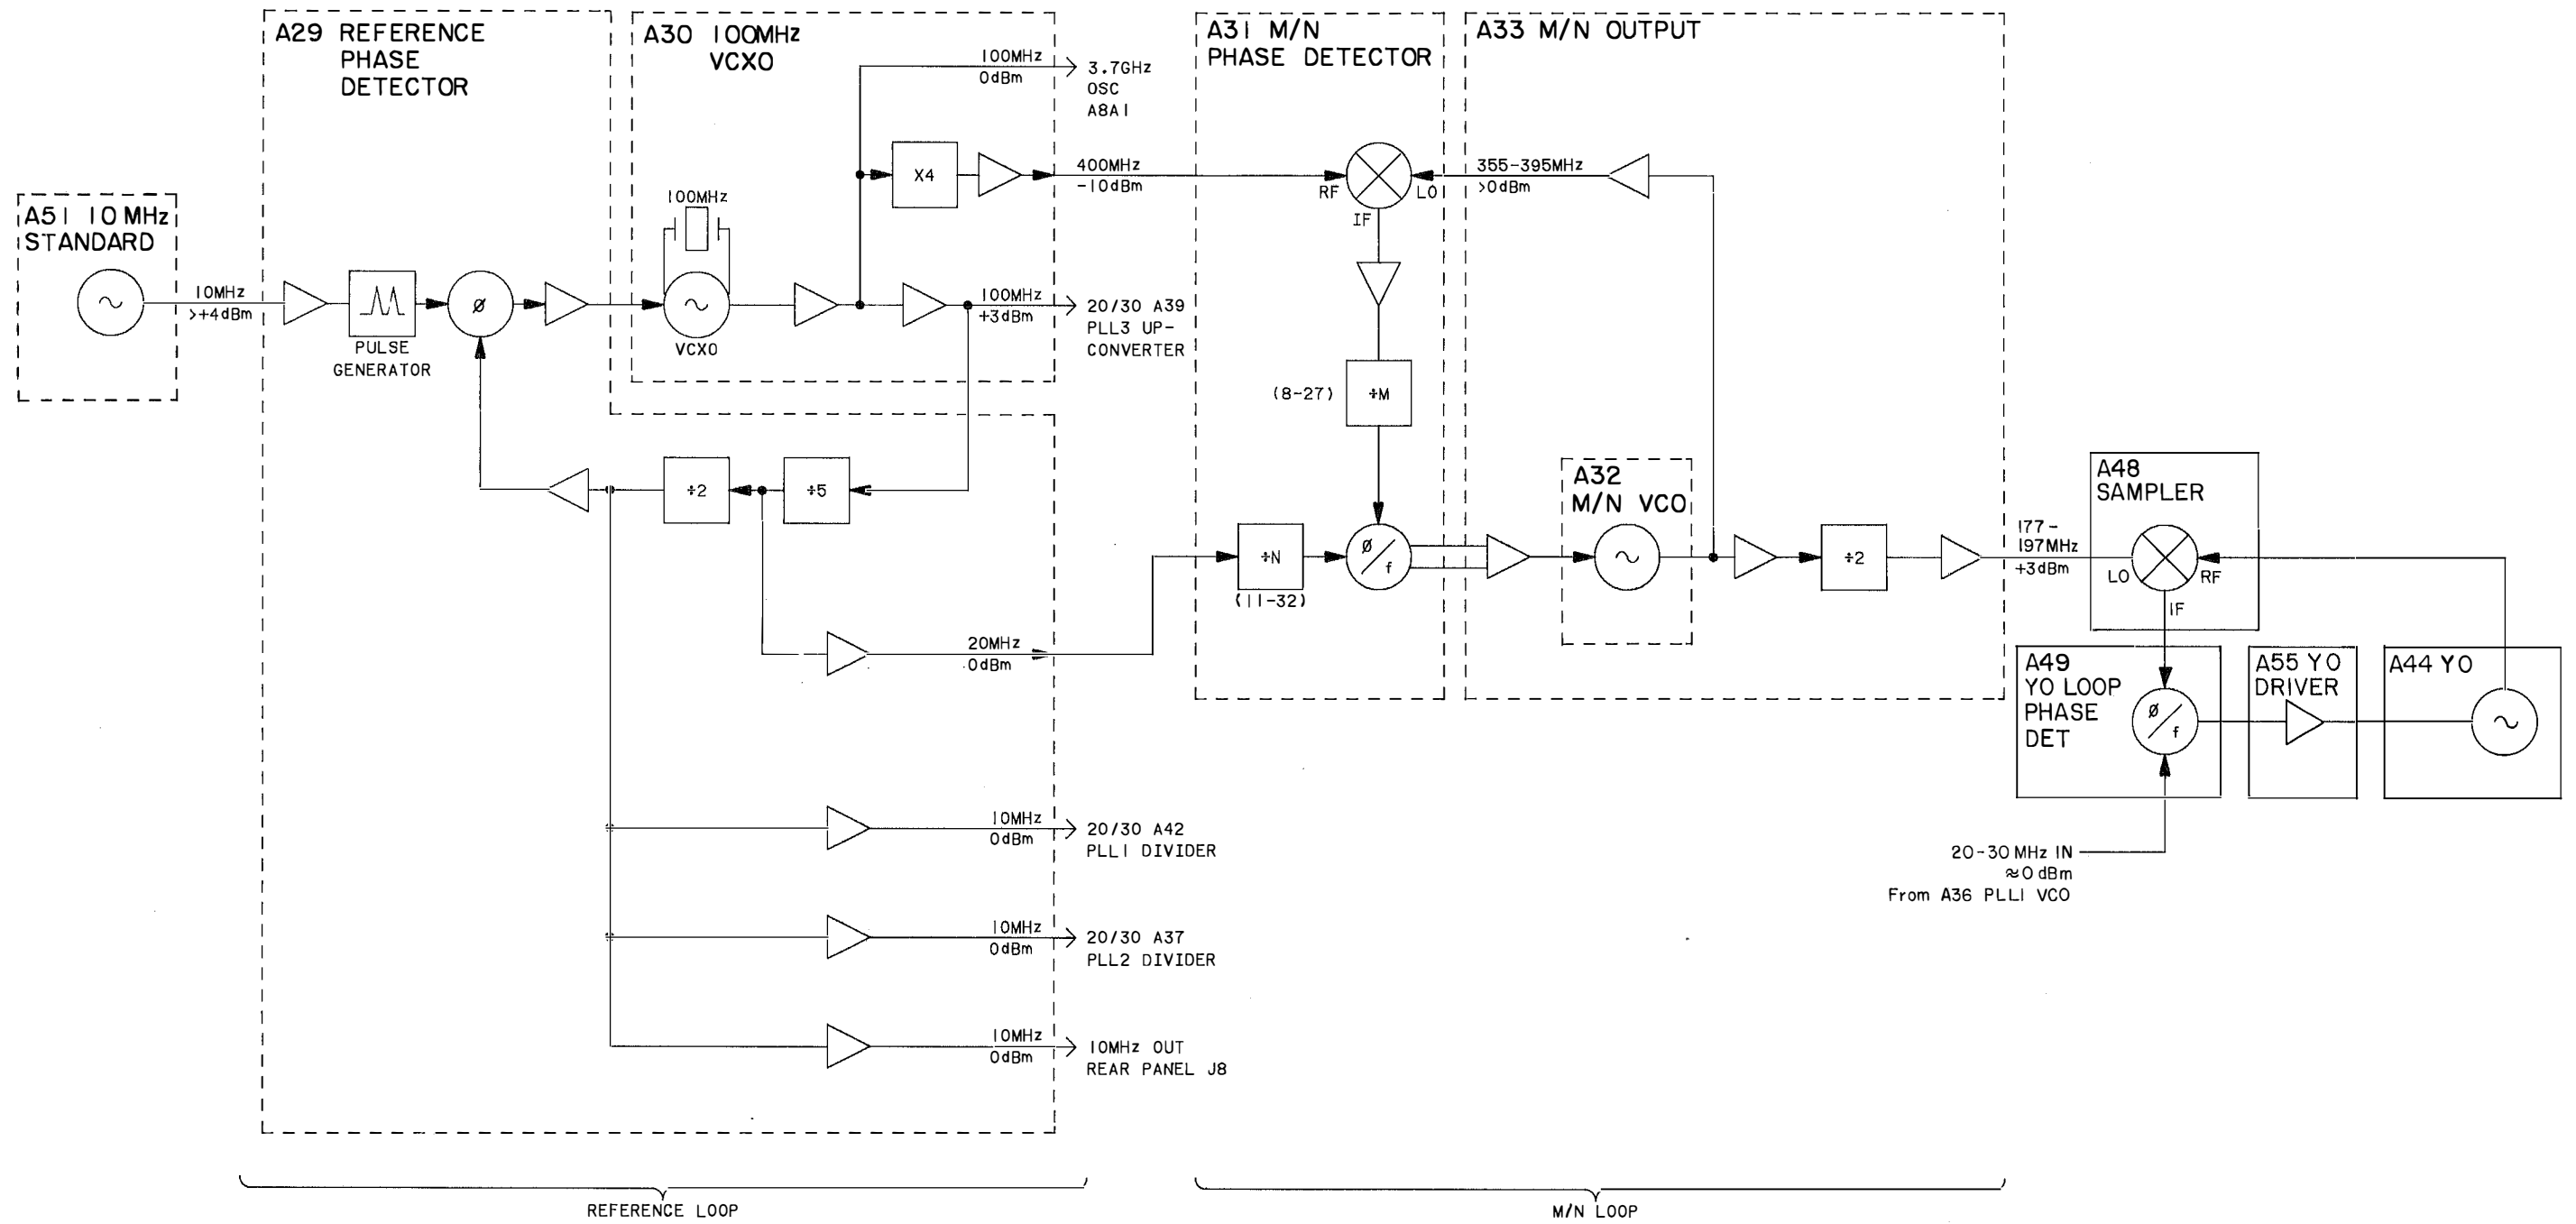 A29 REFERENCE
PHASE
DETECTOR
A30 100MHz
VCXO
100MHz
0dBm
3.7GHz
OSC
A8A1
A31 M/N
PHASE DETECTOR
A33 M/N OUTPUT
X4
400MHz
-10dBm
RF
LO
IF
355-395MHz
>0dBm
A51 10 MHz
STANDARD
10MHz
>+4dBm
PULSE
GENERATOR
ø
100MHz
VCXO
100MHz
+3dBm
20/30 A39
PLL3 UP-
CONVERTER
(8-27)
÷M
÷2
÷5
A32
M/N VCO
÷N
(11-32)
ø/f
÷2
177-
197MHz
+3dBm
A48
SAMPLER
LO
RF
IF
20MHz
0dBm
A49
YO LOOP
PHASE
DET
ø/f
A55 YO
DRIVER
A44 YO
20-30 MHz IN
≈0 dBm
From A36 PLL1 VCO
10MHz
0dBm
20/30 A42
PLL1 DIVIDER
10MHz
0dBm
20/30 A37
PLL2 DIVIDER
10MHz
0dBm
10MHz OUT
REAR PANEL J8
REFERENCE LOOP
M/N LOOP